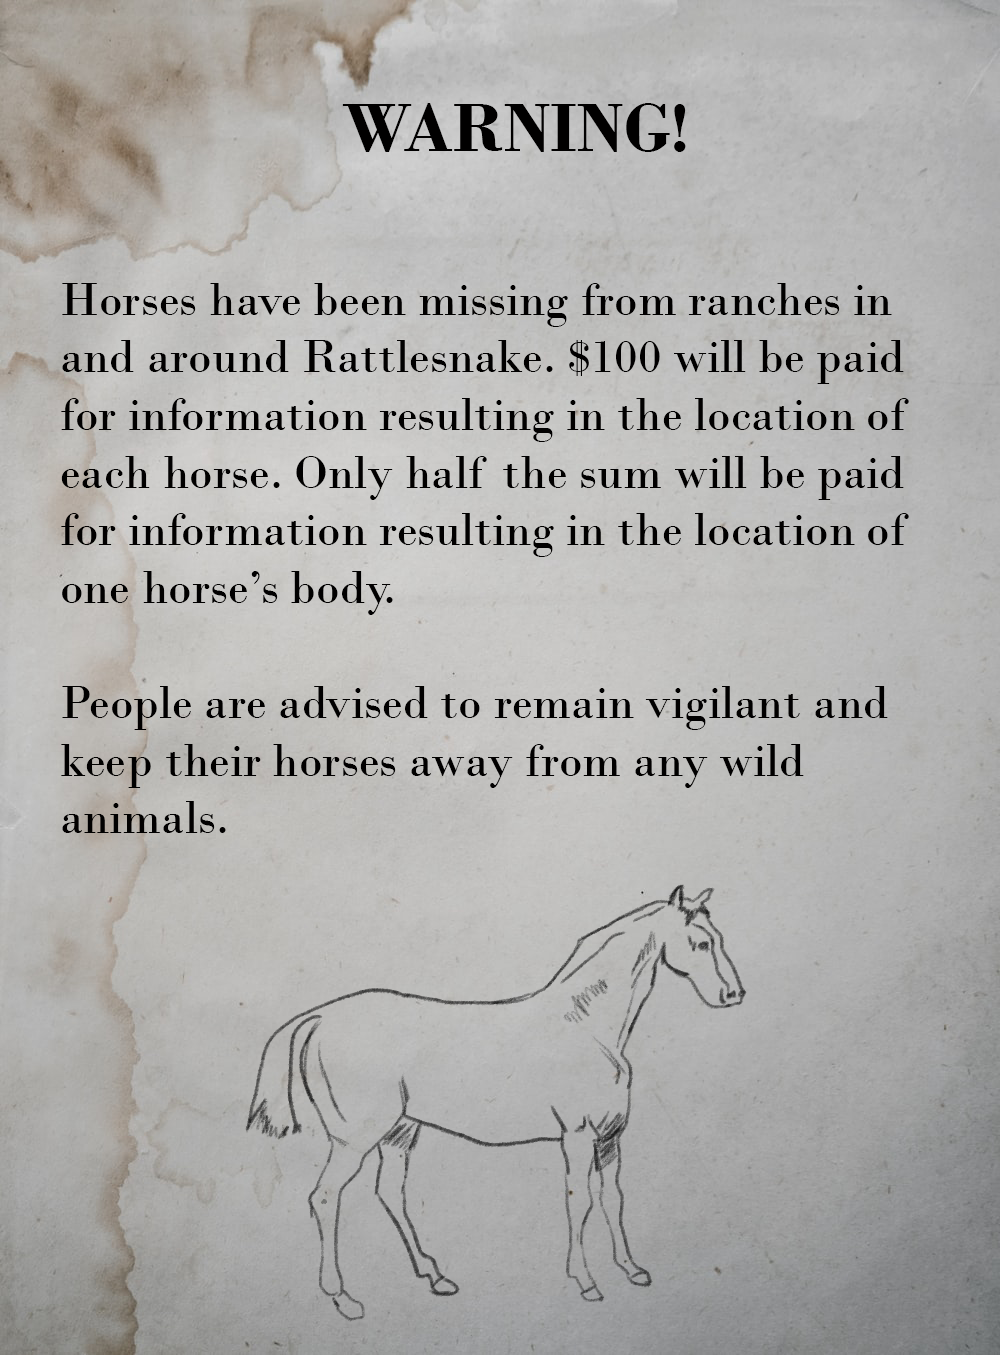 WARNING!
Horses have been missing from ranches in
and around Rattlesnake. $100 will be paid
for information resulting in the location of
each horse. Only half the sum will be paid
for information resulting in the location of
one horse’s body.
People are advised to remain vigilant and
keep their horses away from any wild
animals.